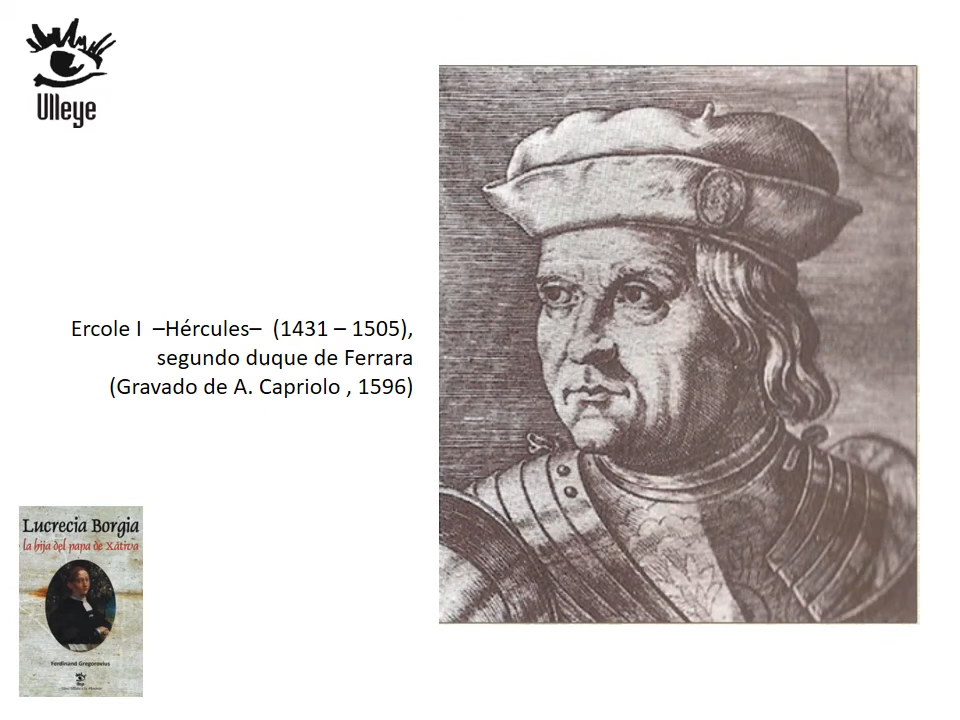 Ulleye
Ercole I –Hércules– (1431 – 1505),
segundo duque de Ferrara
(Gravado de A. Capriolo , 1596)
Lucrecia Borgia
la hija del papa de Xàtiva
Ferdinand Gregorovius